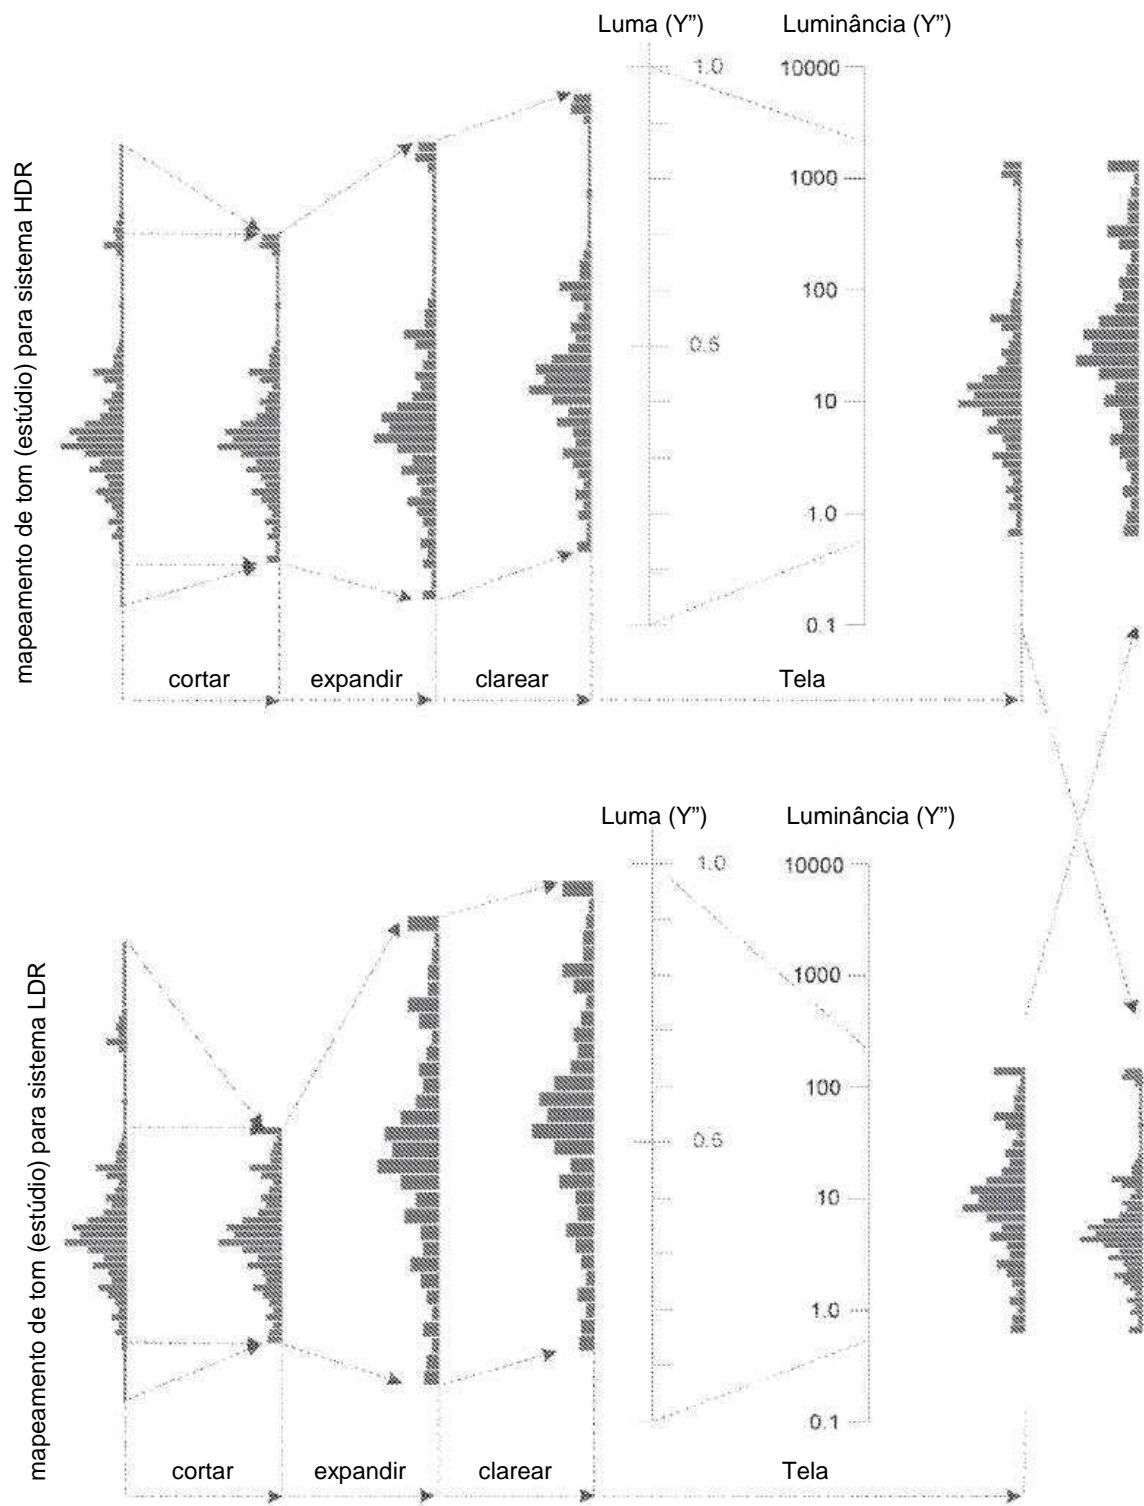 Luma (Y”) Luminância (Y”)
mapeamento de tom (estúdio) para sistema HDR
1.0 10000
1000
100
0.5
10
1.0
0.1
cortar expandir clarear Tela
Luma (Y”) Luminância (Y”)
mapeamento de tom (estúdio) para sistema LDR
1.0 10000
1000
100
0.5
10
1.0
0.1
cortar expandir clarear Tela